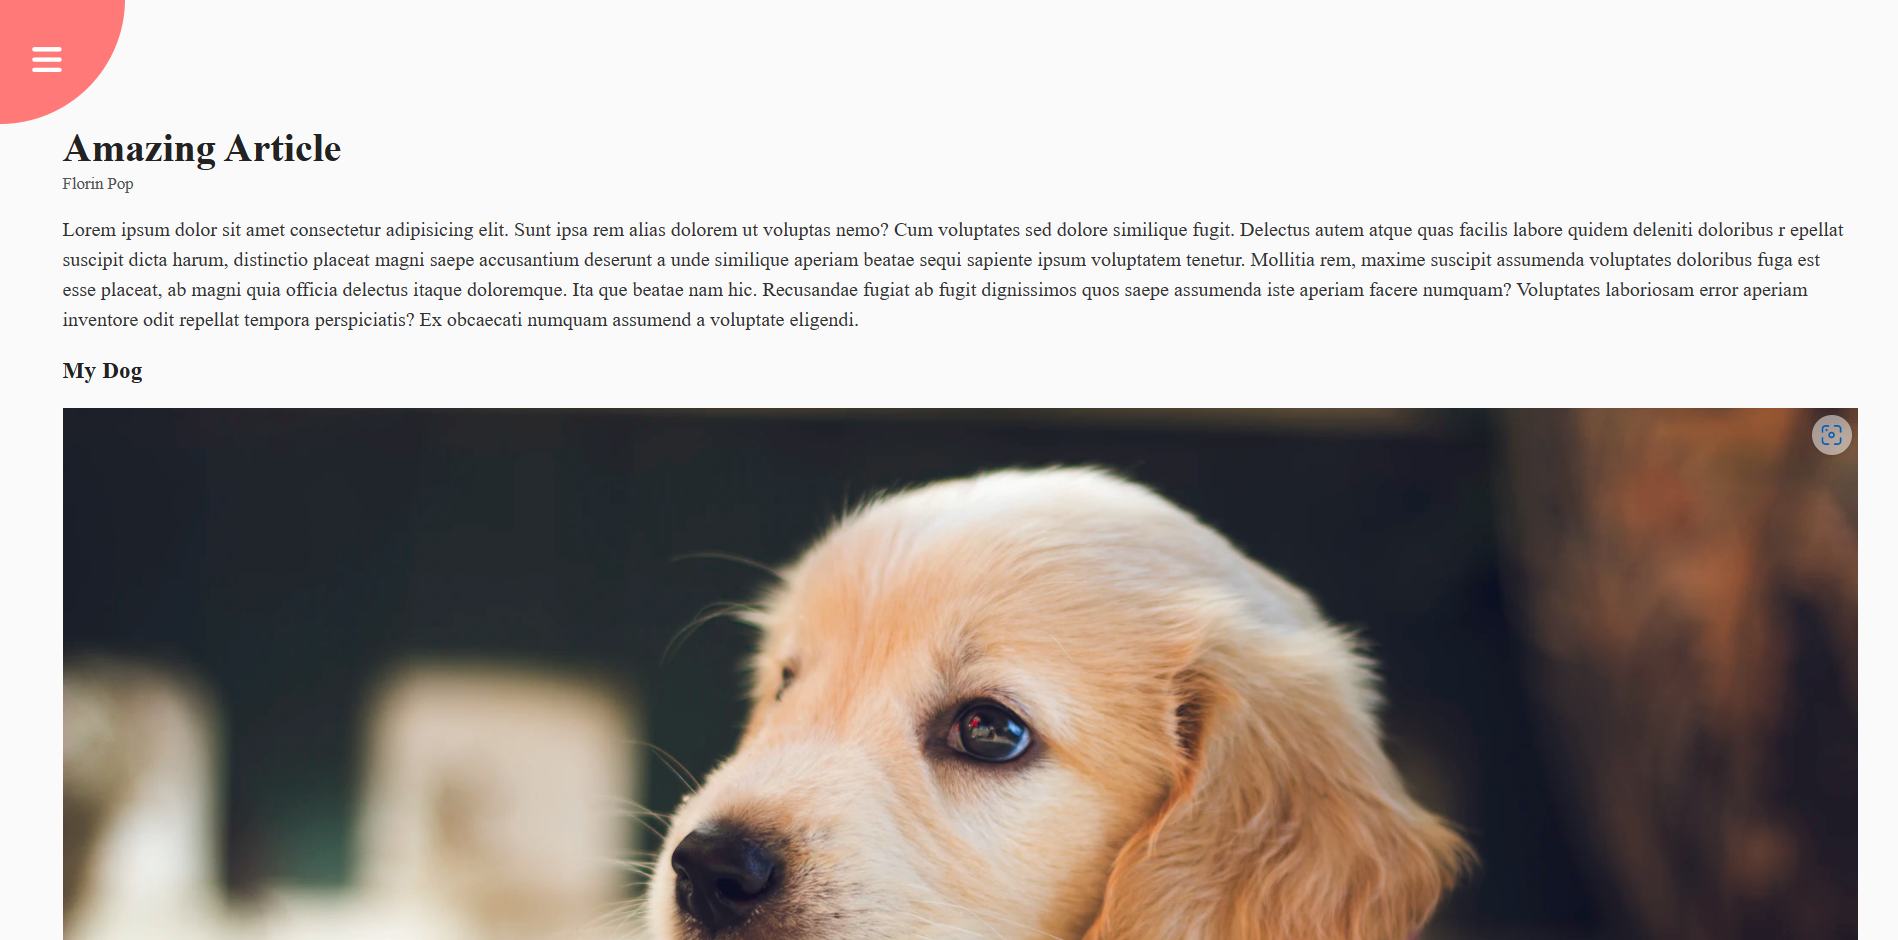 Amazing Article
Florin Pop
Lorem ipsum dolor sit amet consectetur adipisicing elit. Sunt ipsa rem alias dolorem ut voluptas nemo? Cum voluptates sed dolore similique fugit. Delectus autem atque quas facilis labore quidem deleniti doloribus r epellat
suscipit dicta harum, distinctio placeat magni saepe accusantium deserunt a unde similique aperiam beatae sequi sapiente ipsum voluptatem tenetur. Mollitia rem, maxime suscipit assumenda voluptates doloribus fuga est
esse placeat, ab magni quia officia delectus itaque doloremque. Ita que beatae nam hic. Recusandae fugiat ab fugit dignissimos quos saepe assumenda iste aperiam facere numquam? Voluptates laboriosam error aperiam
inventore odit repellat tempora perspiciatis? Ex obcaecati numquam assumend a voluptate eligendi.
My Dog